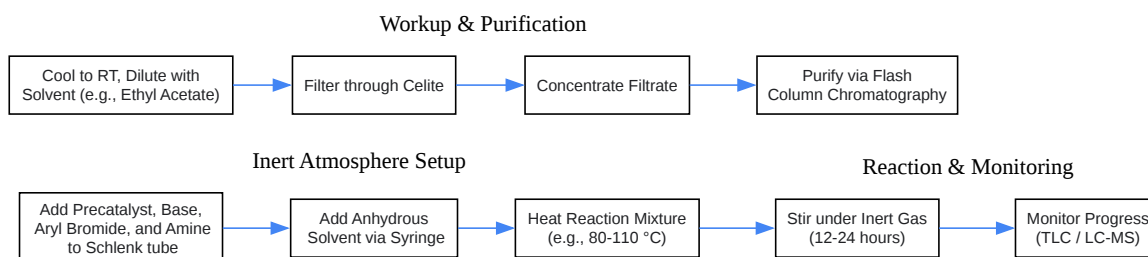 Workup & Purification
Cool to RT, Dilute with
Solvent (e.g., Ethyl Acetate)
Filter through Celite
Concentrate Filtrate
Purify via Flash
Column Chromatography
Inert Atmosphere Setup
Reaction & Monitoring
Add Precatalyst, Base,
Aryl Bromide, and Amine
to Schlenk tube
Add Anhydrous
Solvent via Syringe
Heat Reaction Mixture
(e.g., 80-110 °C)
Stir under Inert Gas
(12-24 hours)
Monitor Progress
(TLC / LC-MS)